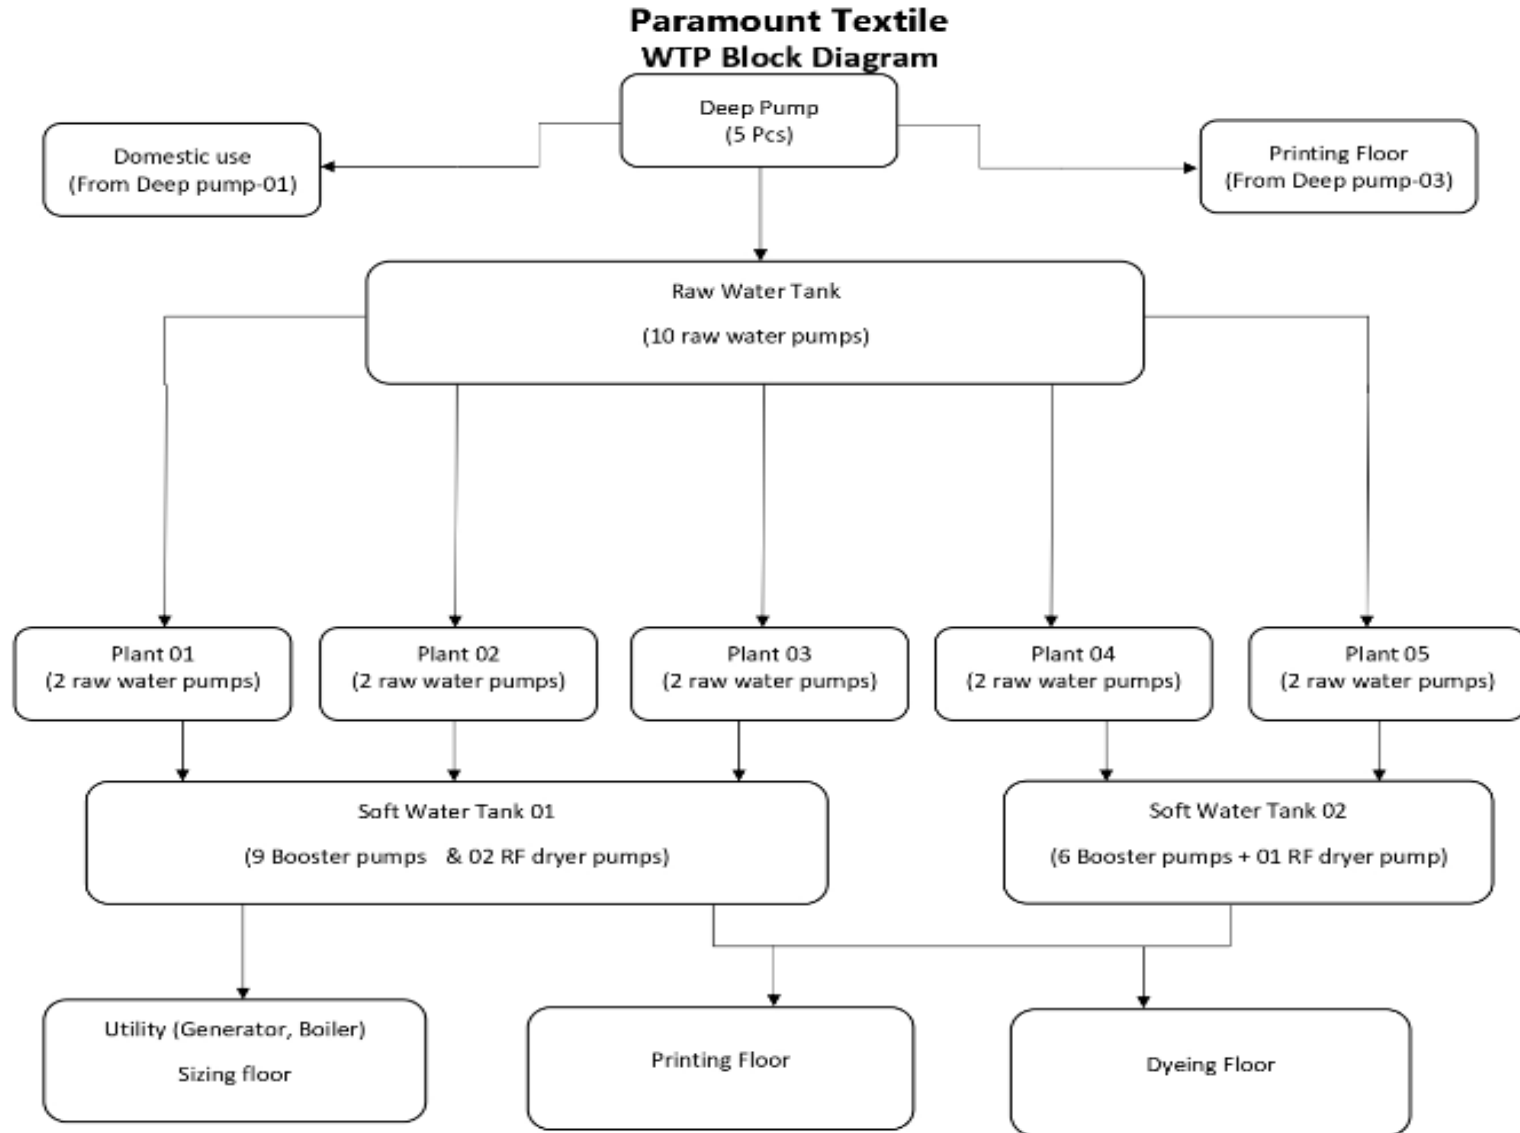 Paramount Textile
WTP Block Diagram
Deep Pump
(5 Pcs)
Domestic use
(From Deep pump-01)
Printing Floor
(From Deep pump-03)
Raw Water Tank
(10 raw water pumps)
Plant 01
(2 raw water pumps)
Plant 02
(2 raw water pumps)
Plant 03
(2 raw water pumps)
Plant 04
(2 raw water pumps)
Plant 05
(2 raw water pumps)
Soft Water Tank 01
(9 Booster pumps & 02 RF dryer pumps)
Soft Water Tank 02
(6 Booster pumps + 01 RF dryer pump)
Utility (Generator, Boiler)
Sizing floor
Printing Floor
Dyeing Floor